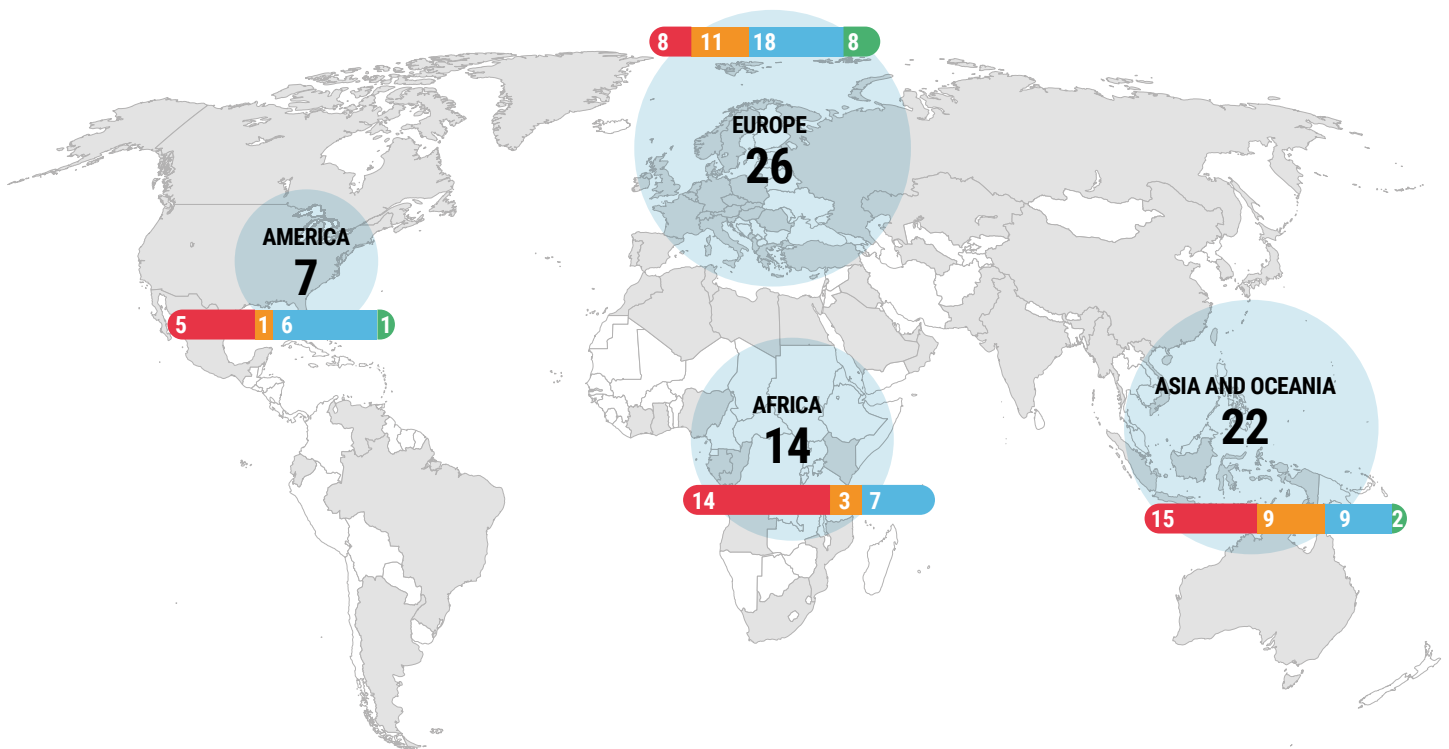 8 11 18 8
EUROPE
26
AMERICA
7
5 1 6 1
AFRICA
14
14 3 7
ASIA AND OCEANIA
22
15 9 9 2